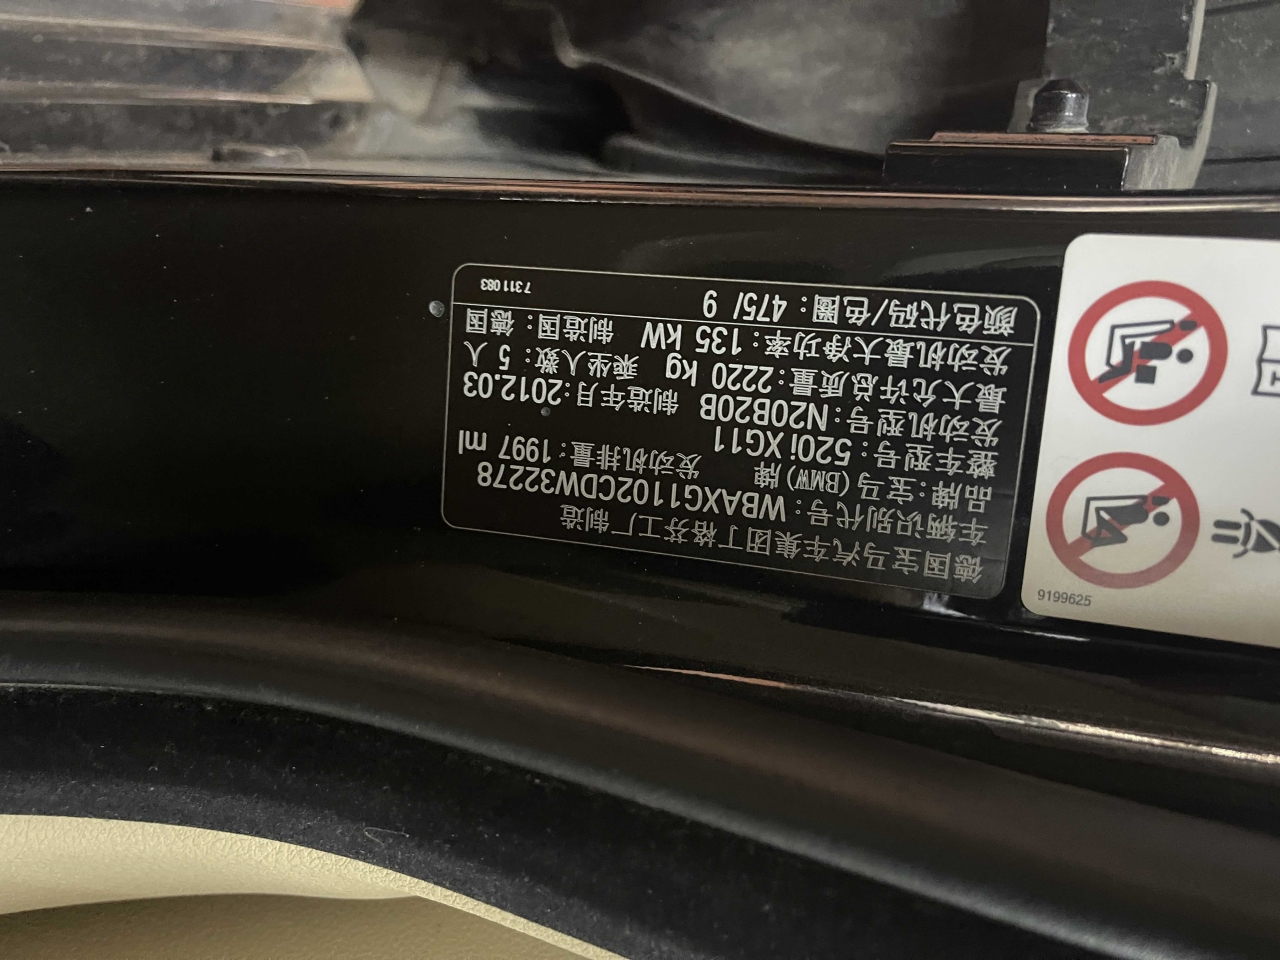 德国宝马汽车集团丁格芬工厂制造
车辆识别代号：WBAXG1102CDW32278
品牌：宝马(BMW)牌 发动机排量：1997 ml
整车型号：520i XG11
发动机型号：N20B20B 制造年月：2012.03
最大允许总质量：2220 kg 乘坐人数：5 人
发动机最大净功率：135 kW 制造国：德国
颜色代码/色圈：475/ 9
7311083
9199625